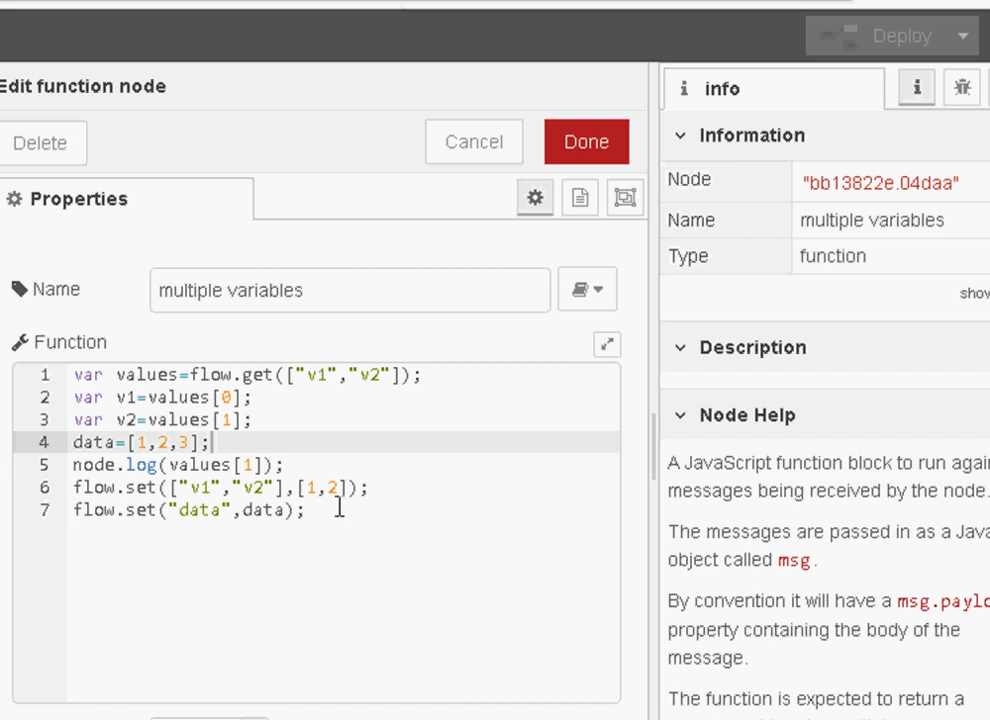 Deploy
Edit function node
Delete
Cancel
Done
Properties
Name
multiple variables
Function
1 var values=flow.get(["v1","v2"]);
2 var v1=values[0];
3 var v2=values[1];
4 data=[1,2,3];
5 node.log(values[1]);
6 flow.set(["v1","v2"],[1,2]);
7 flow.set("data",data);
i info
i
Information
Node "bb13822e.04daa"
Name multiple variables
Type function
show
Description
Node Help
A JavaScript function block to run again
messages being received by the node.
The messages are passed in as a Java
object called msg.
By convention it will have a msg.paylo
property containing the body of the
message.
The function is expected to return a